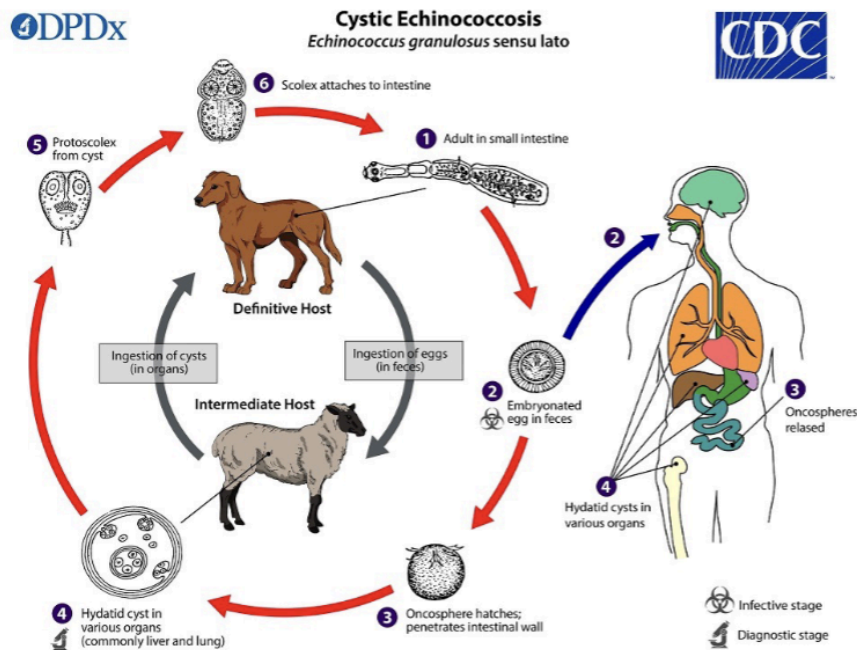 DPDx
Cystic Echinococcosis
Echinococcus granulosus sensu lato
CDC
TM
6 Scolex attaches to intestine
5 Protoscolex
from cyst
1 Adult in small intestine
2
Definitive Host
Ingestion of cysts
(in organs)
Ingestion of eggs
(in feces)
Intermediate Host
2 Embryonated
egg in feces
3
Oncospheres
relased
4
Hydatid cysts in
various organs
4 Hydatid cyst in
various organs
(commonly liver and lung)
3 Oncosphere hatches;
penetrates intestinal wall
Infective stage
Diagnostic stage